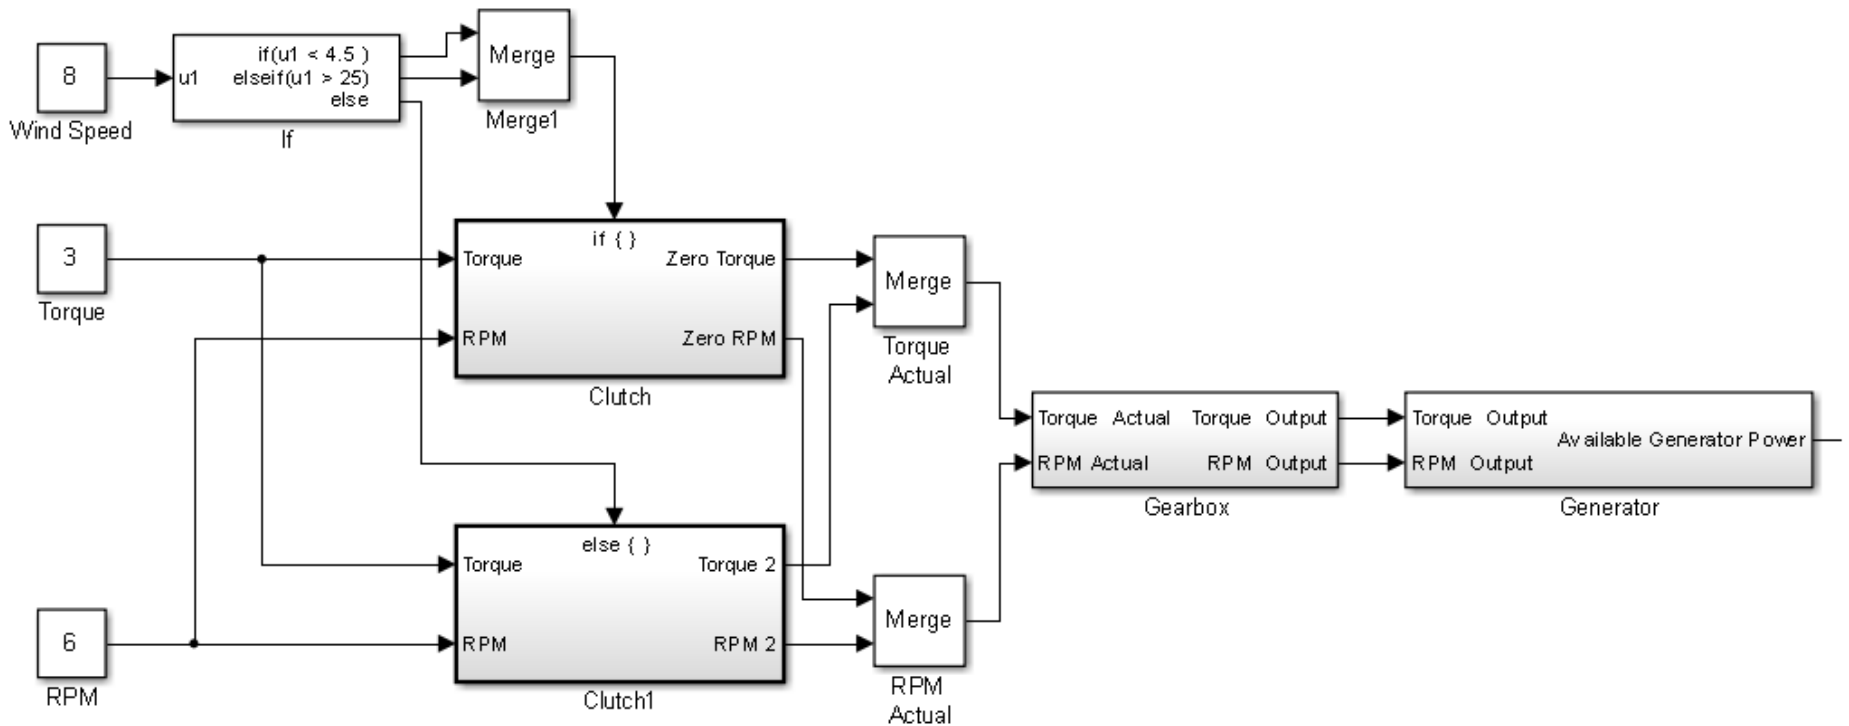 8
Wind Speed
u1
if(u1 < 4.5 )
elseif(u1 > 25)
else
If
Merge
Merge1
3
Torque
if { }
Torque
Zero Torque
RPM
Zero RPM
Clutch
Merge
Torque
Actual
Torque Actual
Torque Output
RPM Actual
RPM Output
Gearbox
Torque Output
Available Generator Power
RPM Output
Generator
else { }
Torque
Torque 2
RPM
RPM 2
Clutch1
6
RPM
Merge
RPM
Actual